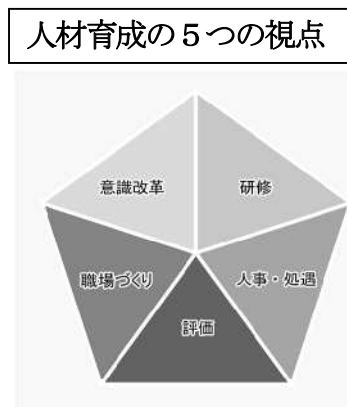 人材育成の５つの視点
意識改革
研修
職場づくり
人事・処遇
評価